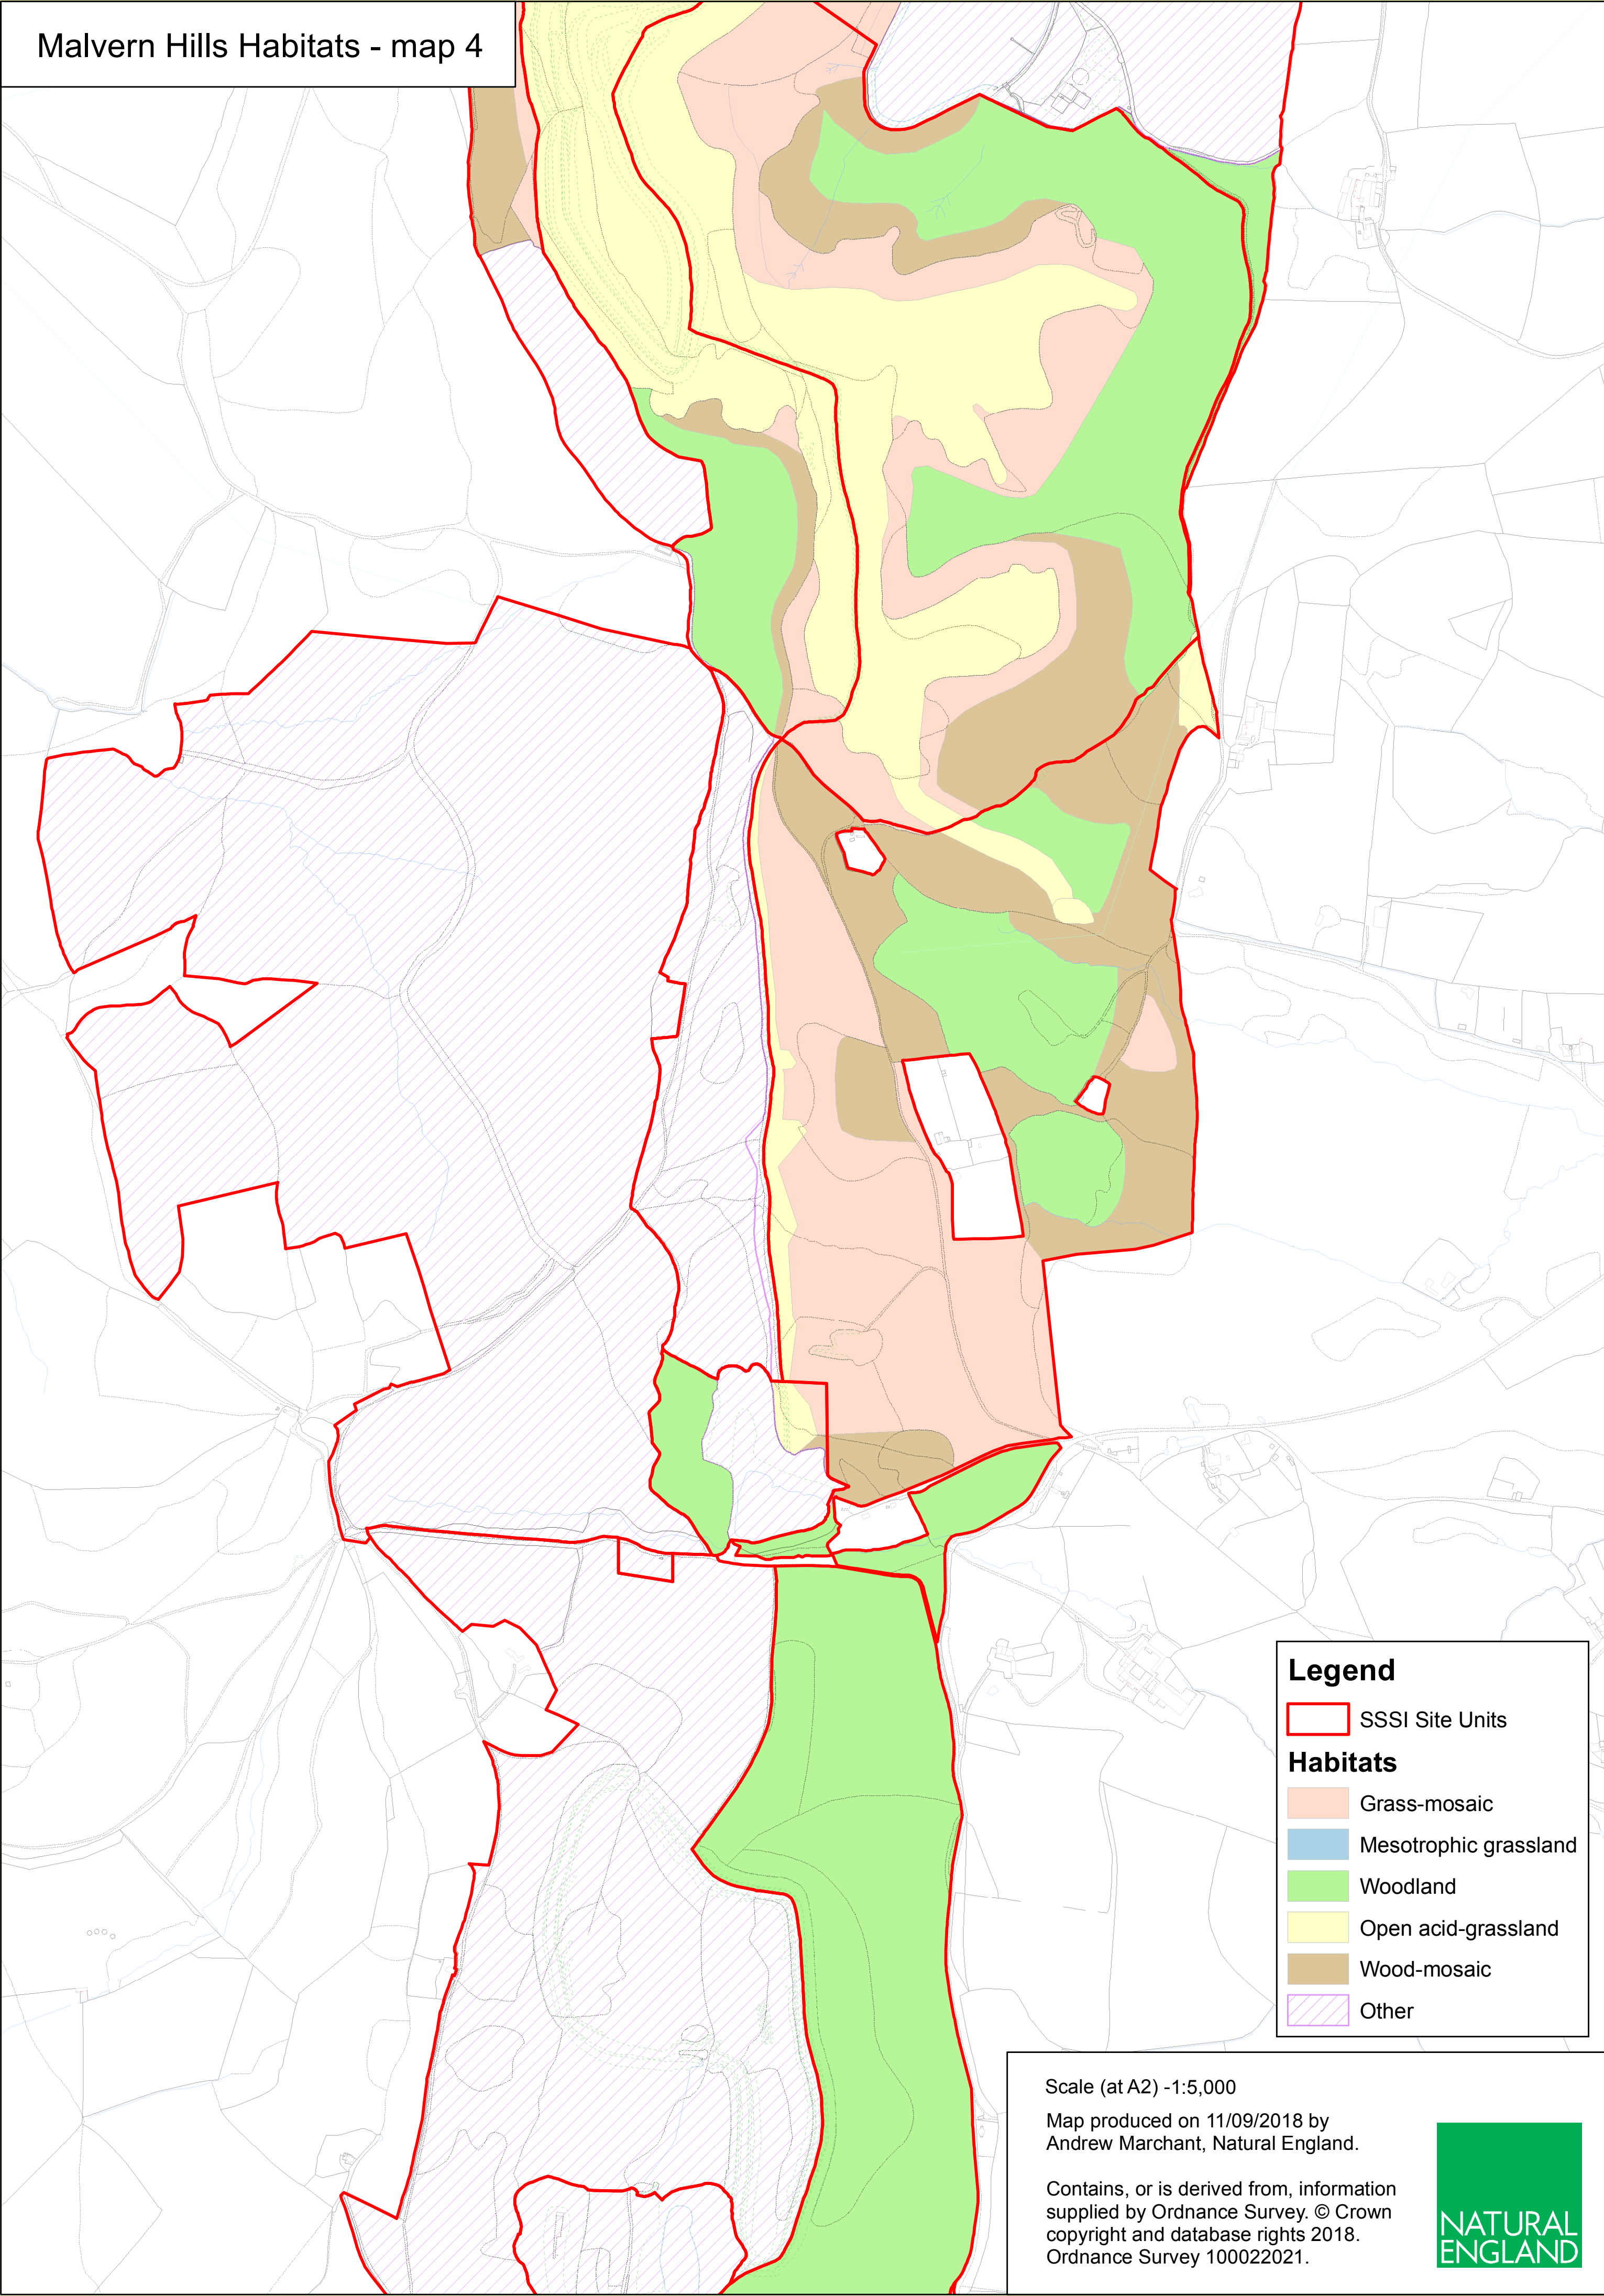 Malvern Hills Habitats - map 4
Legend
SSSI Site Units
Habitats
Grass-mosaic
Mesotrophic grassland
Woodland
Open acid-grassland
Wood-mosaic
Other
Scale (at A2) -1:5,000
Map produced on 11/09/2018 by
Andrew Marchant, Natural England.
Contains, or is derived from, information
supplied by Ordnance Survey. © Crown
copyright and database rights 2018.
Ordnance Survey 100022021.
NATURAL
ENGLAND